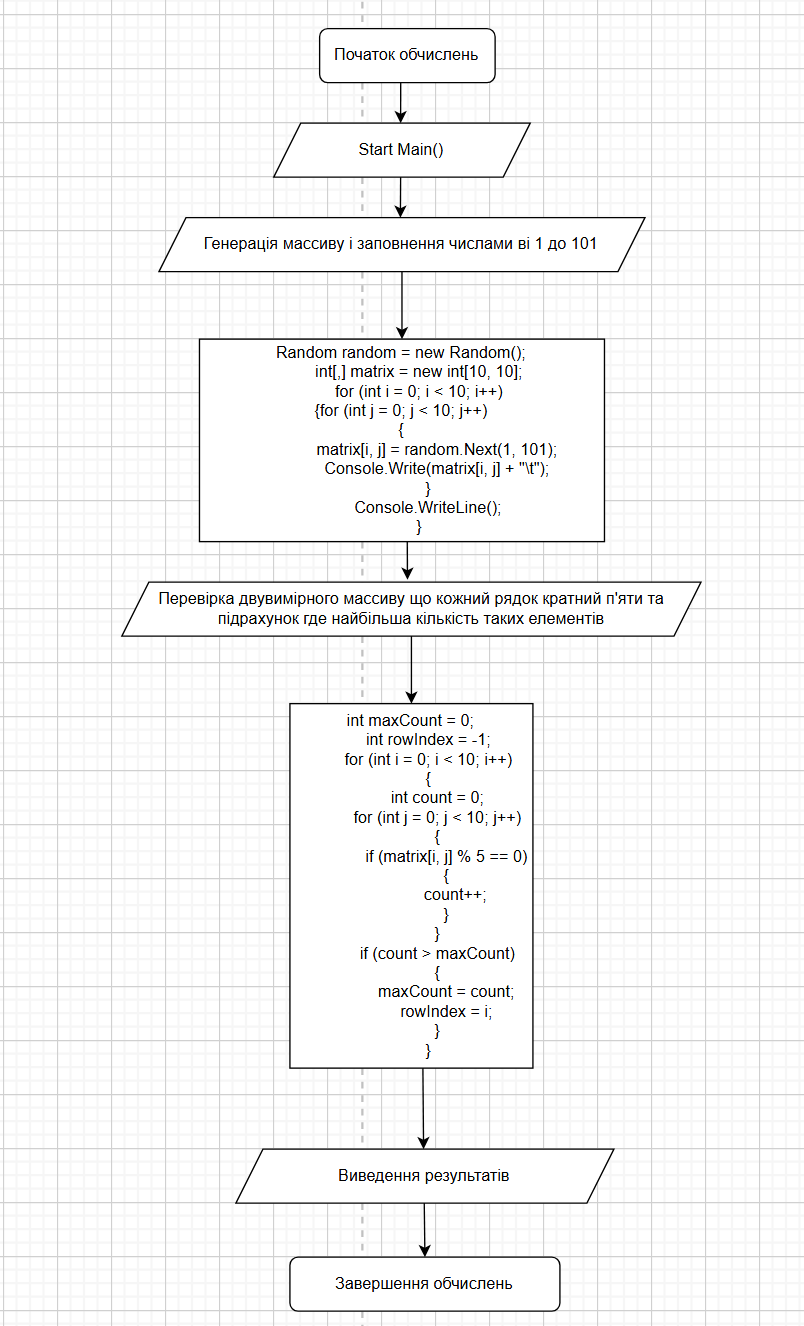 Початок обчислень
Start Main()
Генерація массиву і заповнення числами ві 1 до 101
Random random = new Random();
int[,] matrix = new int[10, 10];
for (int i = 0; i < 10; i++)
{for (int j = 0; j < 10; j++)
{
matrix[i, j] = random.Next(1, 101);
Console.Write(matrix[i, j] + "\t");
}
Console.WriteLine();
}
Перевірка двувимірного массиву що кожний рядок кратний п'яти та
підрахунок где найбільша кількість таких елементів
int maxCount = 0;
int rowIndex = -1;
for (int i = 0; i < 10; i++)
{
int count = 0;
for (int j = 0; j < 10; j++)
{
if (matrix[i, j] % 5 == 0)
{
count++;
}
}
if (count > maxCount)
{
maxCount = count;
rowIndex = i;
}
}
Виведення результатів
Завершення обчислень